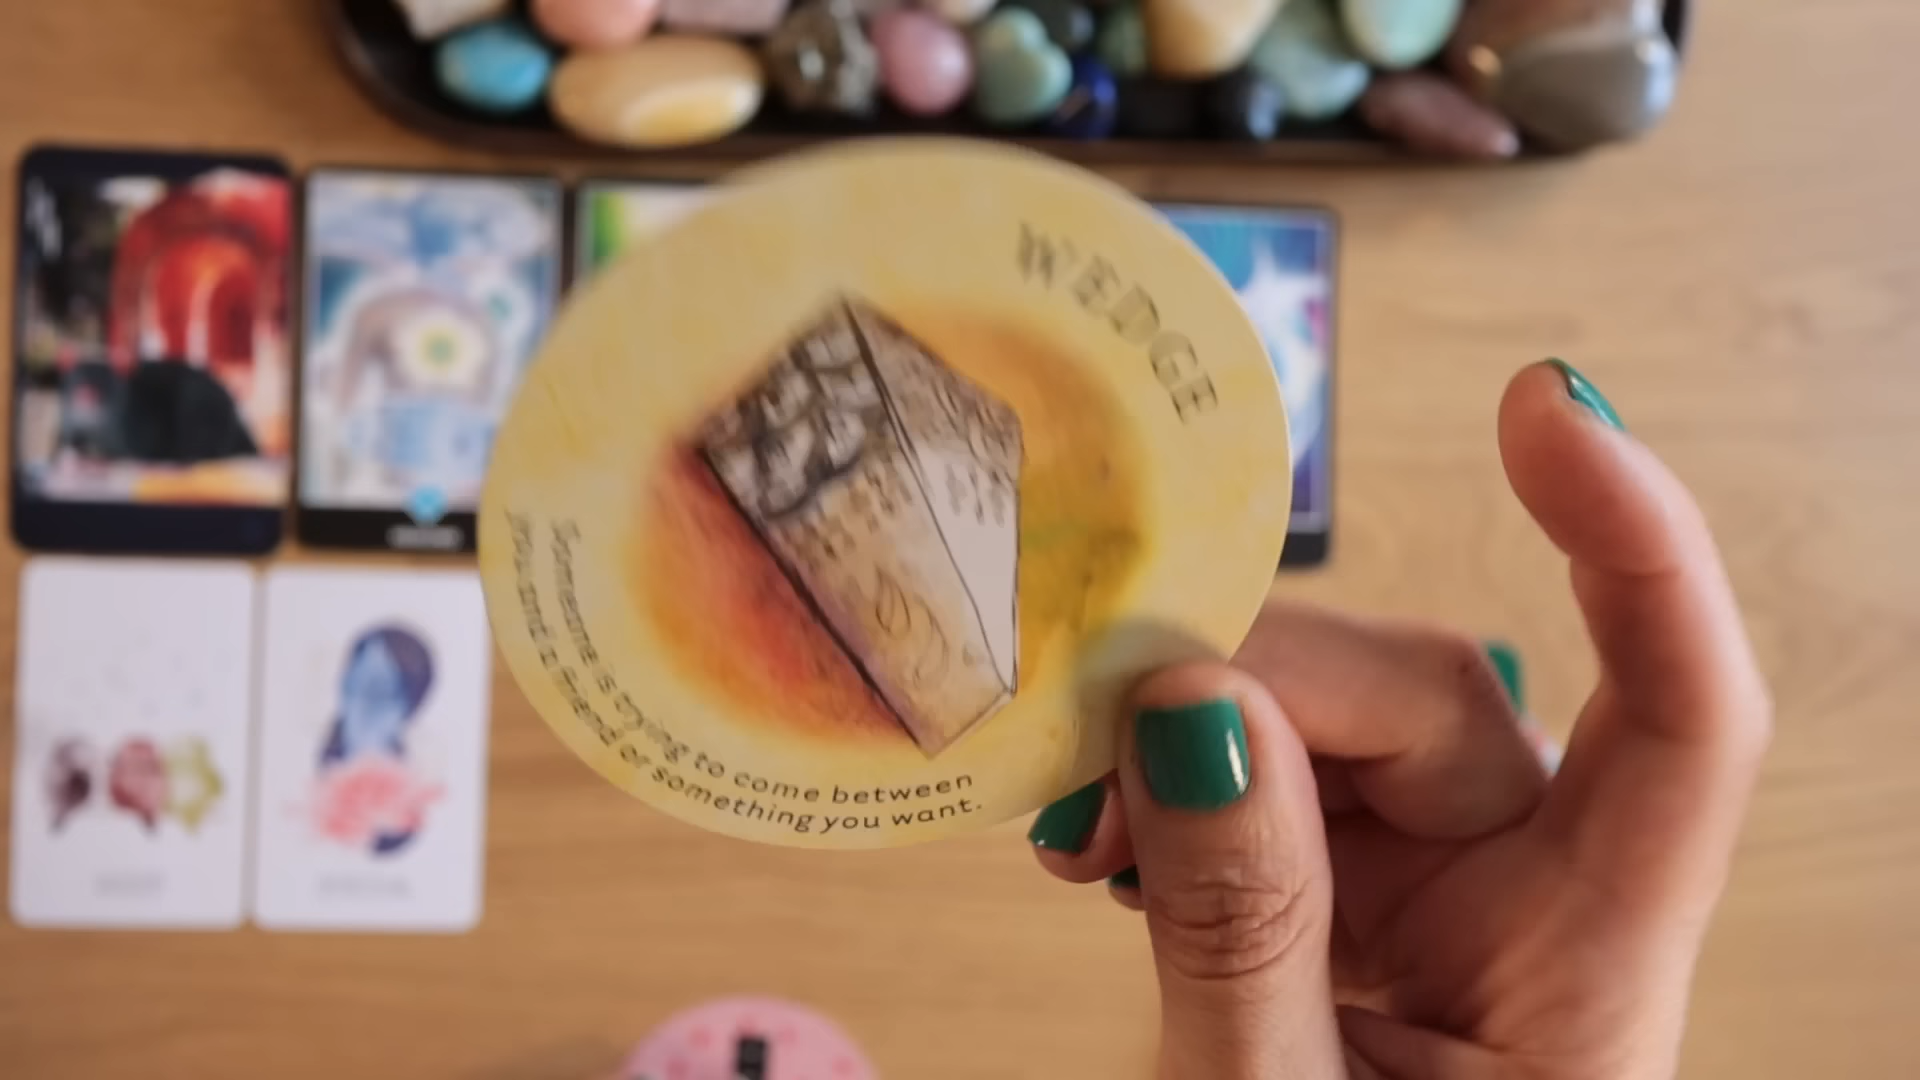 WEDGE
Someone is trying to come between
you and a friend or something you want.